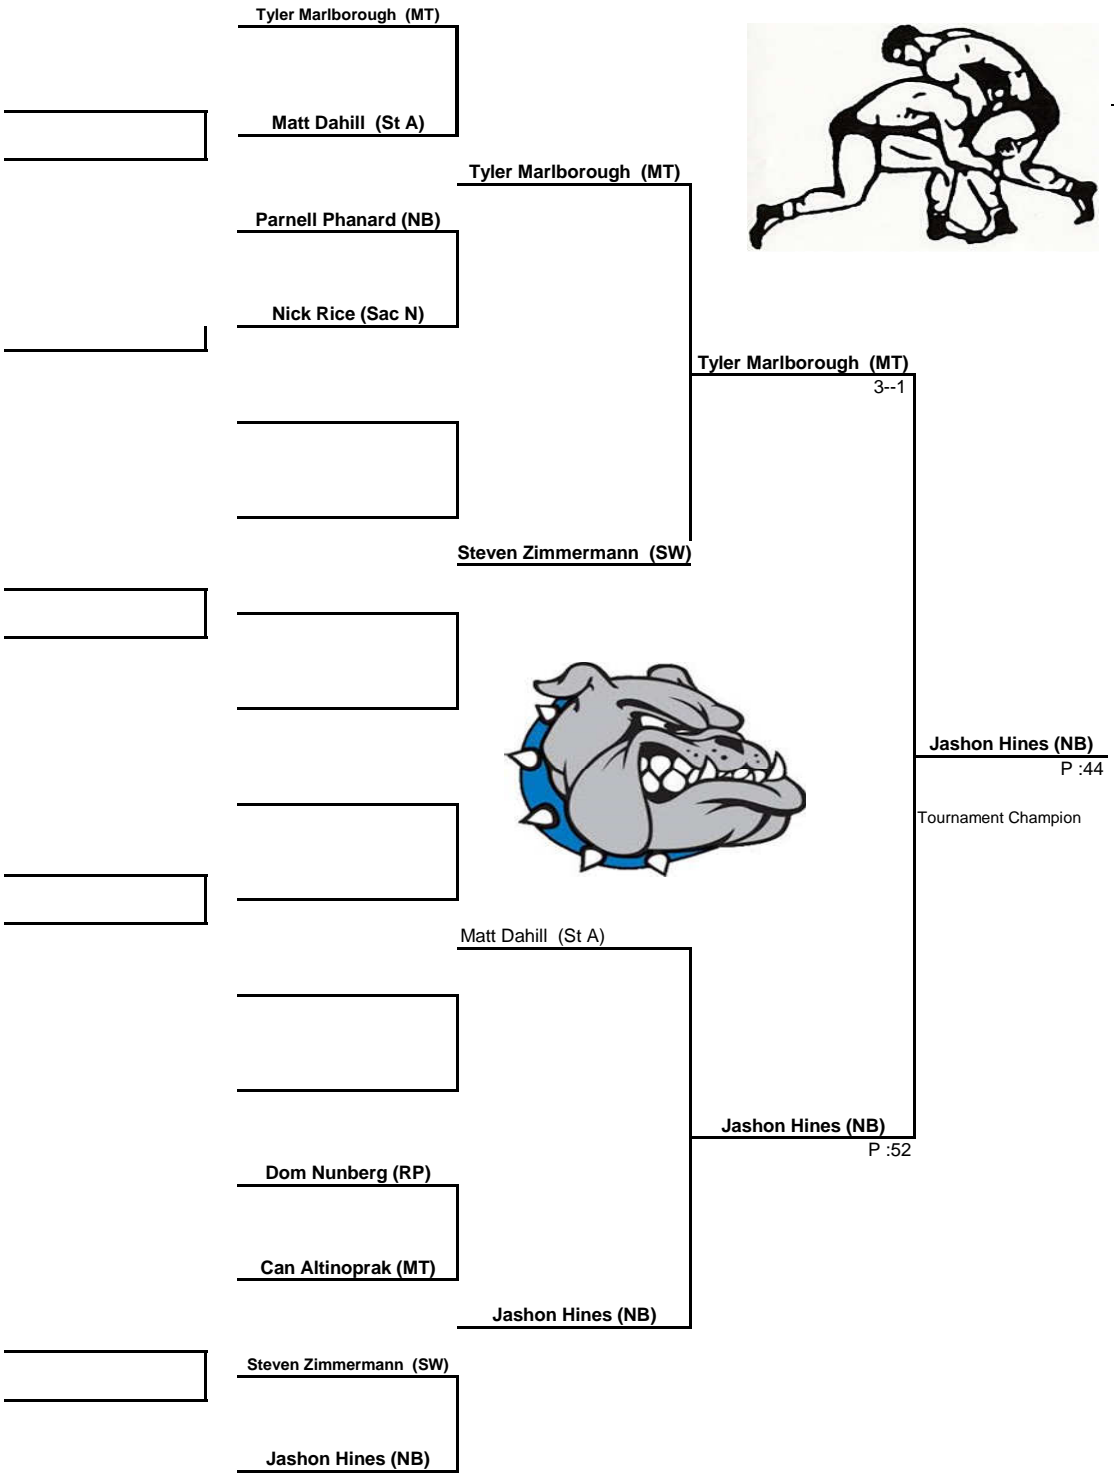 Tyler Marlborough  (MT)
Matt Dahill  (St A)
Tyler Marlborough  (MT)
Parnell Phanard (NB)
Nick Rice (Sac N)
Tyler Marlborough  (MT)
3--1
Steven Zimmermann  (SW)
Jashon Hines (NB)
P :44
Tournament Champion
Matt Dahill  (St A)
Jashon Hines (NB)
P :52
Dom Nunberg (RP)
Can Altinoprak (MT)
Jashon Hines (NB)
Steven Zimmermann  (SW)
Jashon Hines (NB)